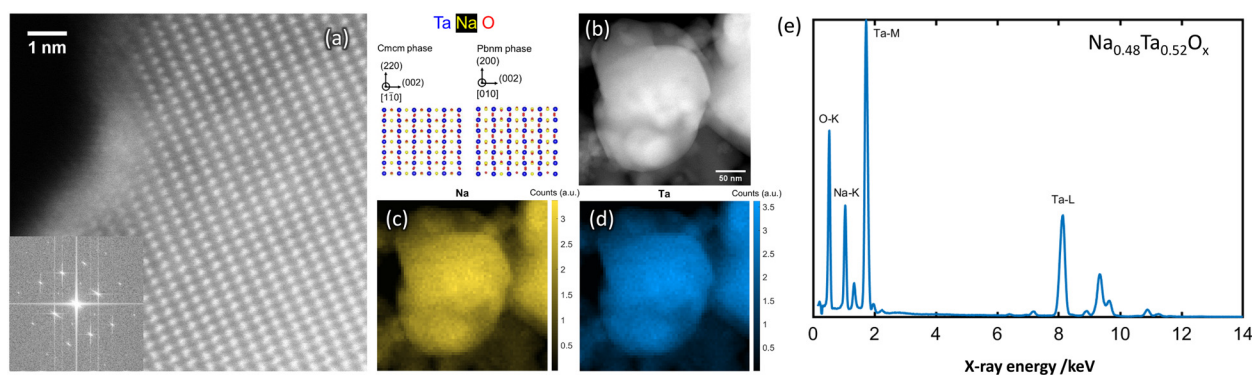 1 nm
(a)
Ta Na O
Cmcm phase
(220)
(002)
[11̅0]
Pbnm phase
(200)
(002)
[010]
(b)
50 nm
Na
Counts (a.u.)
(c)
3
2.5
2
1.5
1
0.5
Ta
Counts (a.u.)
(d)
3.5
3
2.5
2
1.5
1
0.5
(e)
Na0.48Ta0.52Ox
Ta-M
O-K
Na-K
Ta-L
0 2 4 6 8 10 12 14
X-ray energy /keV